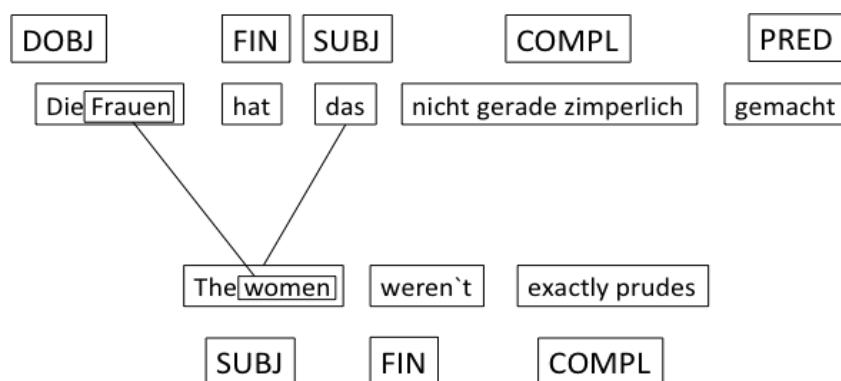 DOBJ FIN SUBJ COMPL PRED
Die Frauen hat das nicht gerade zimperlich gemacht
The women weren`t exactly prudes
SUBJ FIN COMPL